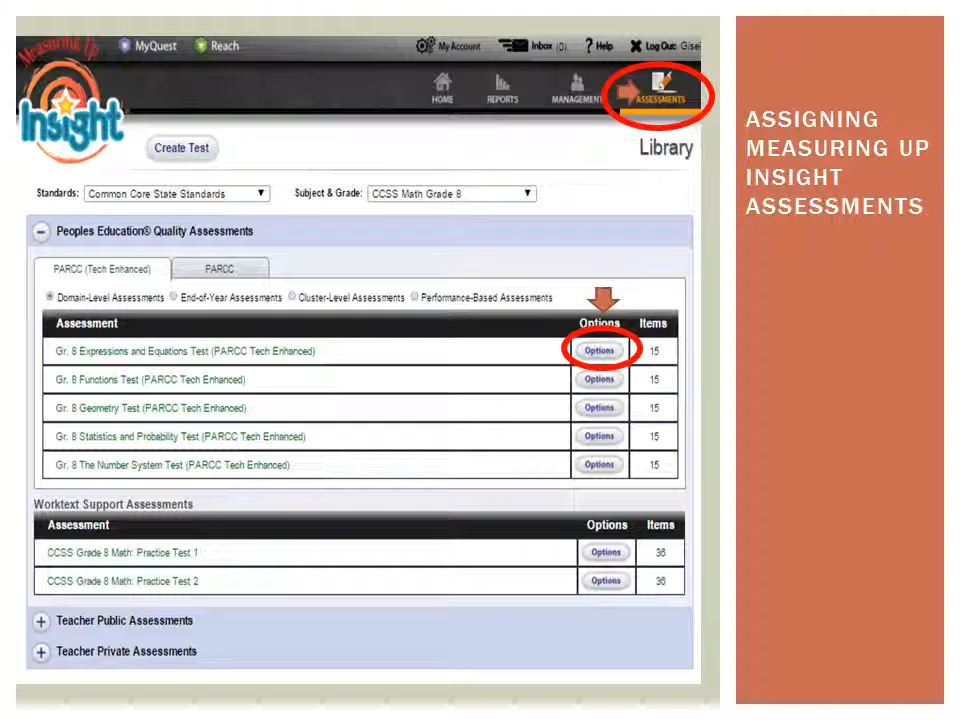 Measuring Up
Insight
MyQuest Reach My Account Inbox (0) ? Help Log Out: Gisel
HOME REPORTS MANAGEMENT ASSESSMENTS
ASSIGNING
MEASURING UP
INSIGHT
ASSESSMENTS
Create Test Library
Standards: Common Core State Standards Subject & Grade: CCSS Math Grade 8
Peoples Education® Quality Assessments
PARCC (Tech Enhanced) PARCC
Domain-Level Assessments End-of-Year Assessments Cluster-Level Assessments Performance-Based Assessments
Assessment Options Items
Gr. 8 Expressions and Equations Test (PARCC Tech Enhanced) Options 15
Gr. 8 Functions Test (PARCC Tech Enhanced) Options 15
Gr. 8 Geometry Test (PARCC Tech Enhanced) Options 15
Gr. 8 Statistics and Probability Test (PARCC Tech Enhanced) Options 15
Gr. 8 The Number System Test (PARCC Tech Enhanced) Options 15
Worktext Support Assessments
Assessment Options Items
CCSS Grade 8 Math: Practice Test 1 Options 36
CCSS Grade 8 Math: Practice Test 2 Options 36
Teacher Public Assessments
Teacher Private Assessments